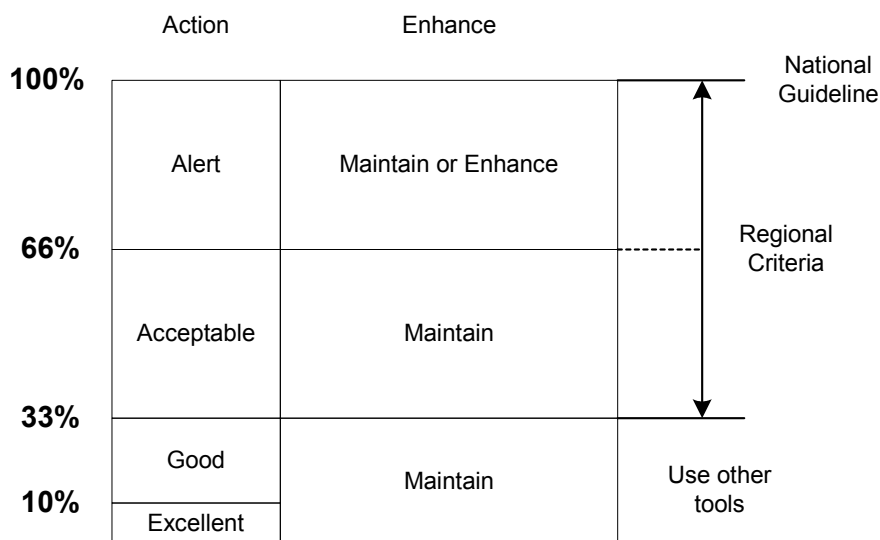 Action Enhance
100% National
Guideline
Alert Maintain or Enhance
66% Regional
Criteria
Acceptable Maintain
33%
Good
Maintain Use other
tools
10%
Excellent